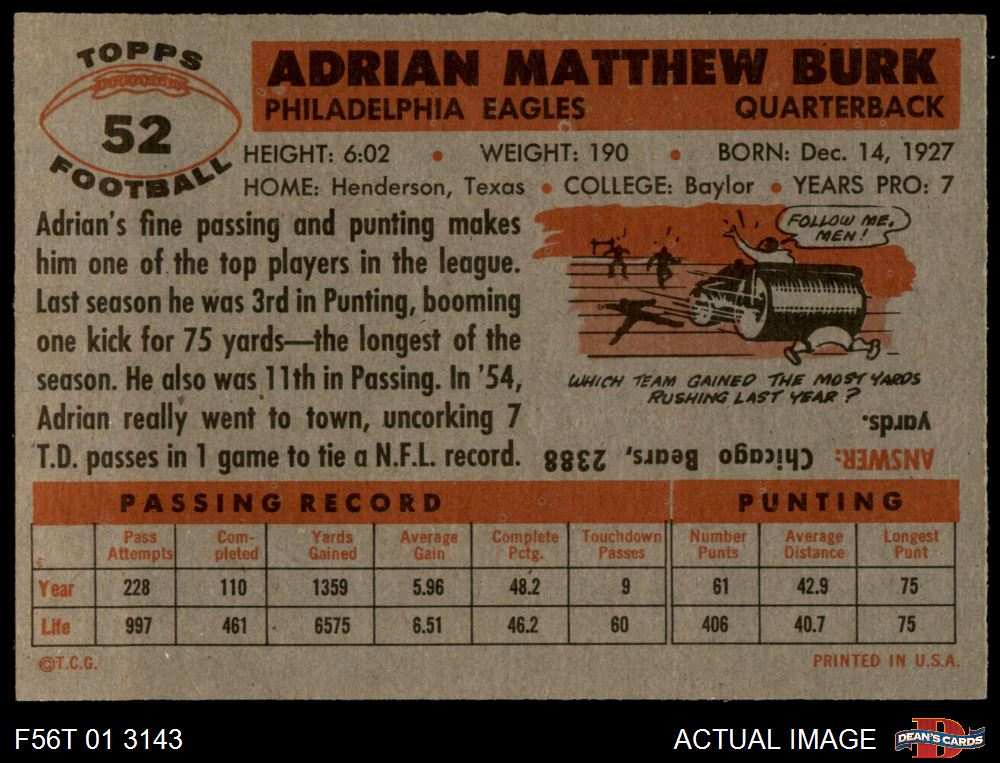 TOPPS
52
FOOTBALL
ADRIAN MATTHEW BURK
PHILADELPHIA EAGLES QUARTERBACK
HEIGHT: 6:02 • WEIGHT: 190 • BORN: Dec. 14, 1927
HOME: Henderson, Texas • COLLEGE: Baylor • YEARS PRO: 7
Adrian's fine passing and punting makes
him one of the top players in the league.
Last season he was 3rd in Punting, booming
one kick for 75 yards—the longest of the
season. He also was 11th in Passing. In '54,
Adrian really went to town, uncorking 7
T.D. passes in 1 game to tie a N.F.L. record.
FOLLOW ME,
MEN!
WHICH TEAM GAINED THE MOST YARDS
RUSHING LAST YEAR?
ANSWER: Chicago Bears, 2388
yards.
PASSING RECORD PUNTING
Pass Attempts Com-pleted Yards Gained Average Gain Complete Pctg. Touchdown Passes Number Punts Average Distance Longest Punt
Year 228 110 1359 5.96 48.2 9 61 42.9 75
Life 997 461 6575 6.51 46.2 60 406 40.7 75
©T.C.G. PRINTED IN U.S.A.
F56T 01 3143 ACTUAL IMAGE DEAN'S CARDS